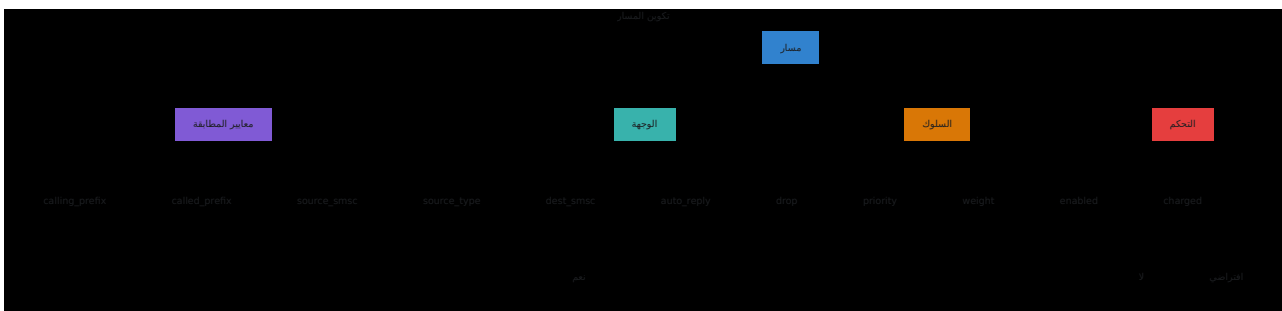 تكوين المسار
مسار
معايير المطابقة
الوجهة
السلوك
التحكم
calling_prefix
called_prefix
source_smsc
source_type
dest_smsc
auto_reply
drop
priority
weight
enabled
charged
نعم
لا
افتراضي